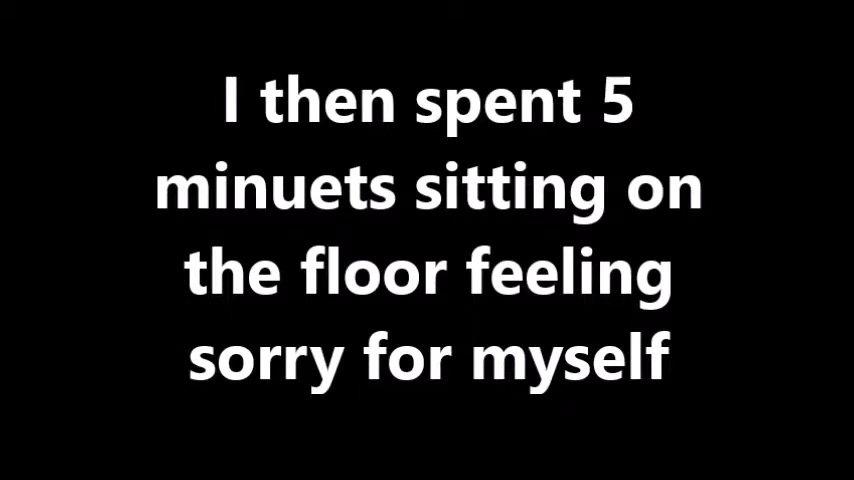 I then spent 5
minuets sitting on
the floor feeling
sorry for myself